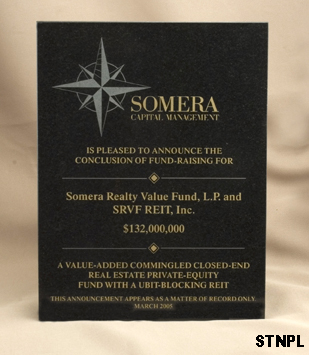 SOMERA
CAPITAL MANAGEMENT
IS PLEASED TO ANNOUNCE THE
CONCLUSION OF FUND-RAISING FOR
Somera Realty Value Fund, L.P. and
SRVF REIT, Inc.
$132,000,000
A VALUE-ADDED COMMINGLED CLOSED-END
REAL ESTATE PRIVATE-EQUITY
FUND WITH A UBIT-BLOCKING REIT
THIS ANNOUNCEMENT APPEARS AS A MATTER OF RECORD ONLY.
MARCH 2005
STNPL